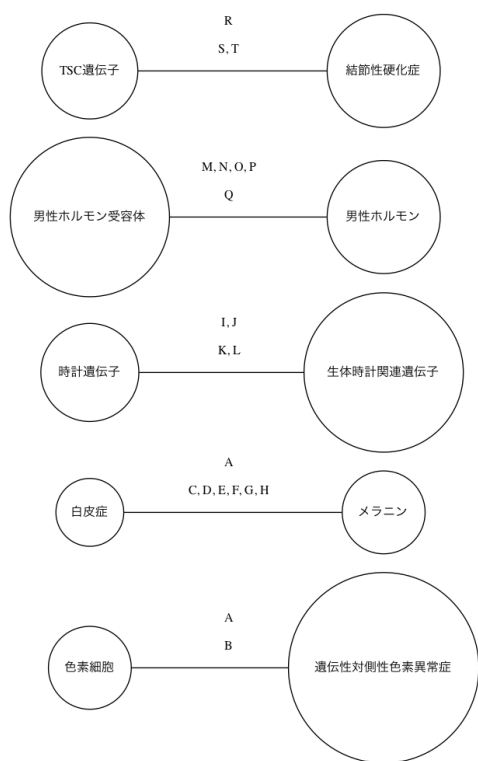 R
S, T
TSC遺伝子
結節性硬化症
M, N, O, P
Q
男性ホルモン受容体
男性ホルモン
I, J
K, L
時計遺伝子
生体時計関連遺伝子
A
C, D, E, F, G, H
白皮症
メラニン
A
B
色素細胞
遺伝性対側性色素異常症